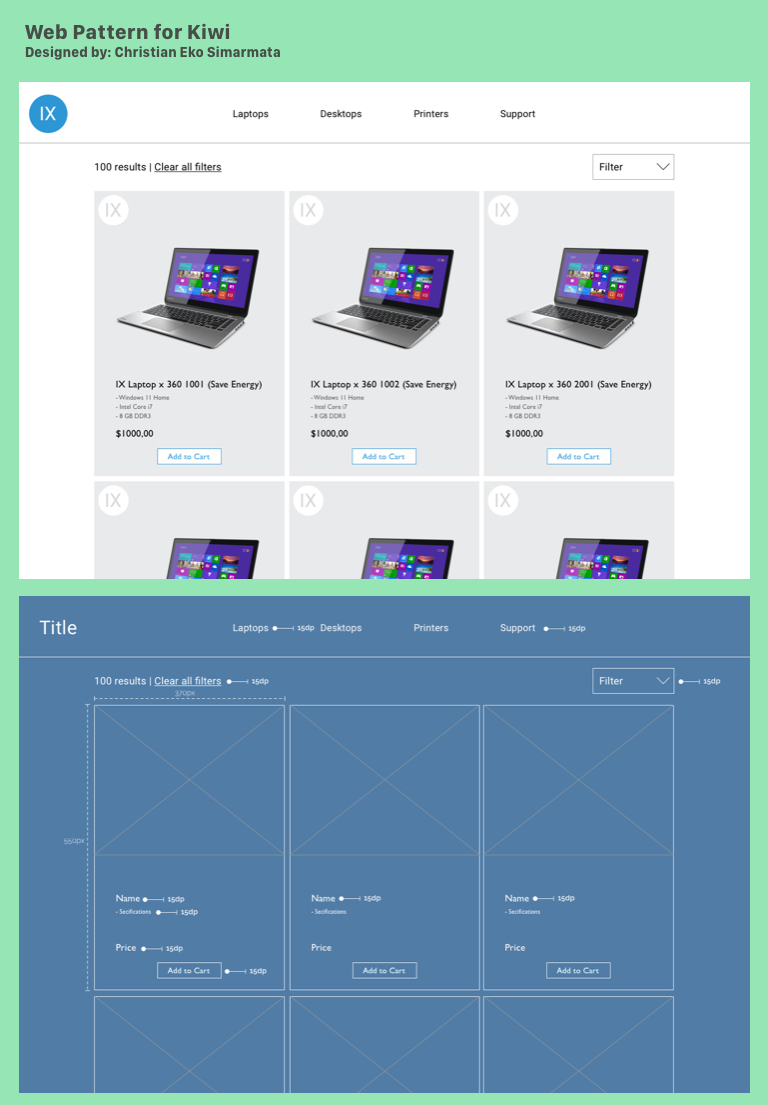 Web Pattern for Kiwi
Designed by: Christian Eko Simarmata
IX
Laptops Desktops Printers Support
100 results | Clear all filters
Filter
IX IX IX
IX Laptop x 360 1001 (Save Energy) IX Laptop x 360 1002 (Save Energy) IX Laptop x 360 2001 (Save Energy)
- Windows 11 Home - Windows 11 Home - Windows 11 Home
- Intel Core i7 - Intel Core i7 - Intel Core i7
- 8 GB DDR3 - 8 GB DDR3 - 8 GB DDR3
$1000,00 $1000,00 $1000,00
Add to Cart Add to Cart Add to Cart
IX IX IX
Title
Laptops 15dp Desktops Printers Support 15dp
100 results | Clear all filters 15dp
Filter 15dp
370px
550px
Name 15dp Name 15dp Name 15dp
- Secifications 15dp - Secifications - Secifications
Price 15dp Price Price
Add to Cart 15dp Add to Cart Add to Cart